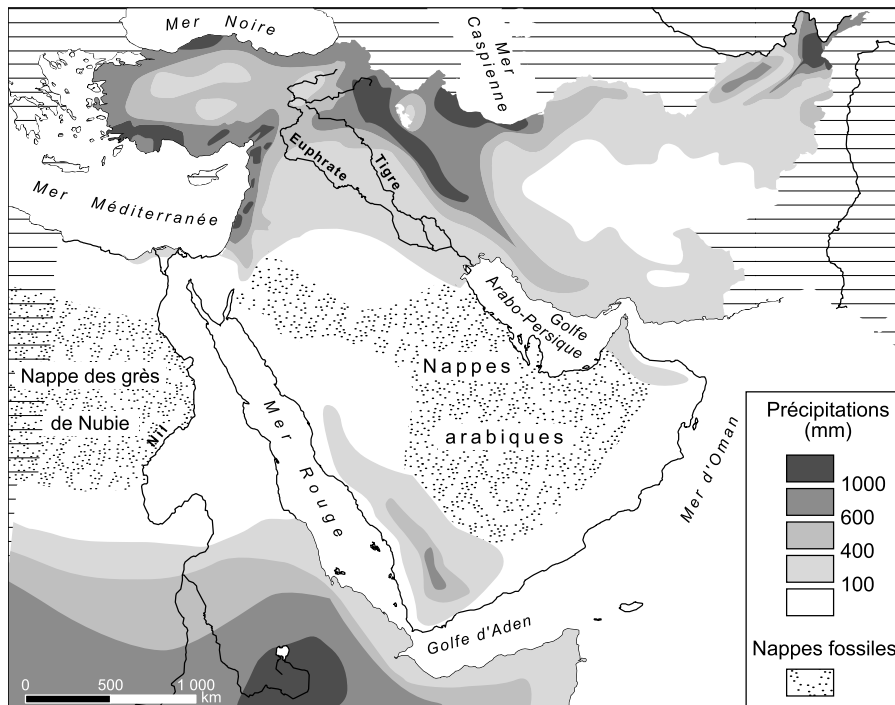 Mer Noire
Mer
Caspienne
Euphrate
Tigre
Mer Méditerranée
Golfe
Arabo-Persique
Nappes
arabiques
Nappe des grès
de Nubie
Nil
Mer Rouge
Mer d'Oman
Golfe d'Aden
Précipitations
(mm)
1000
600
400
100
Nappes fossiles
0 500 1 000
km